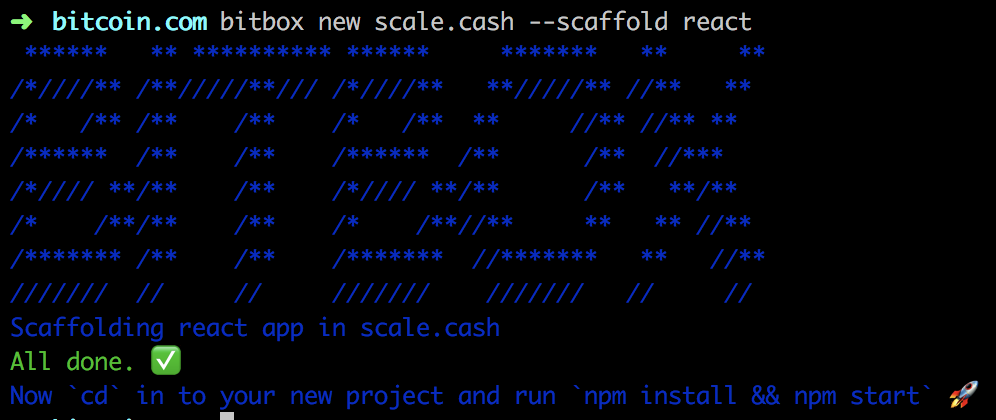 ➜  bitcoin.com bitbox new scale.cash --scaffold react
 ******   ** ********** ******     *******   **     **
/*////** /**/////**/// /*////**   **/////** //**   **
/*   /** /**    /**    /*   /**  **     //** //** **
/******  /**    /**    /******  /**      /**  //***
/*//// **/**    /**    /*//// **/**      /**   **/**
/*    /**/**    /**    /*    /**//**     **   ** //**
/******* /**    /**    /*******  //*******   **   //**
///////  //     //     ///////    ///////   //     //
Scaffolding react app in scale.cash
All done. ✅
Now `cd` in to your new project and run `npm install && npm start` 🚀